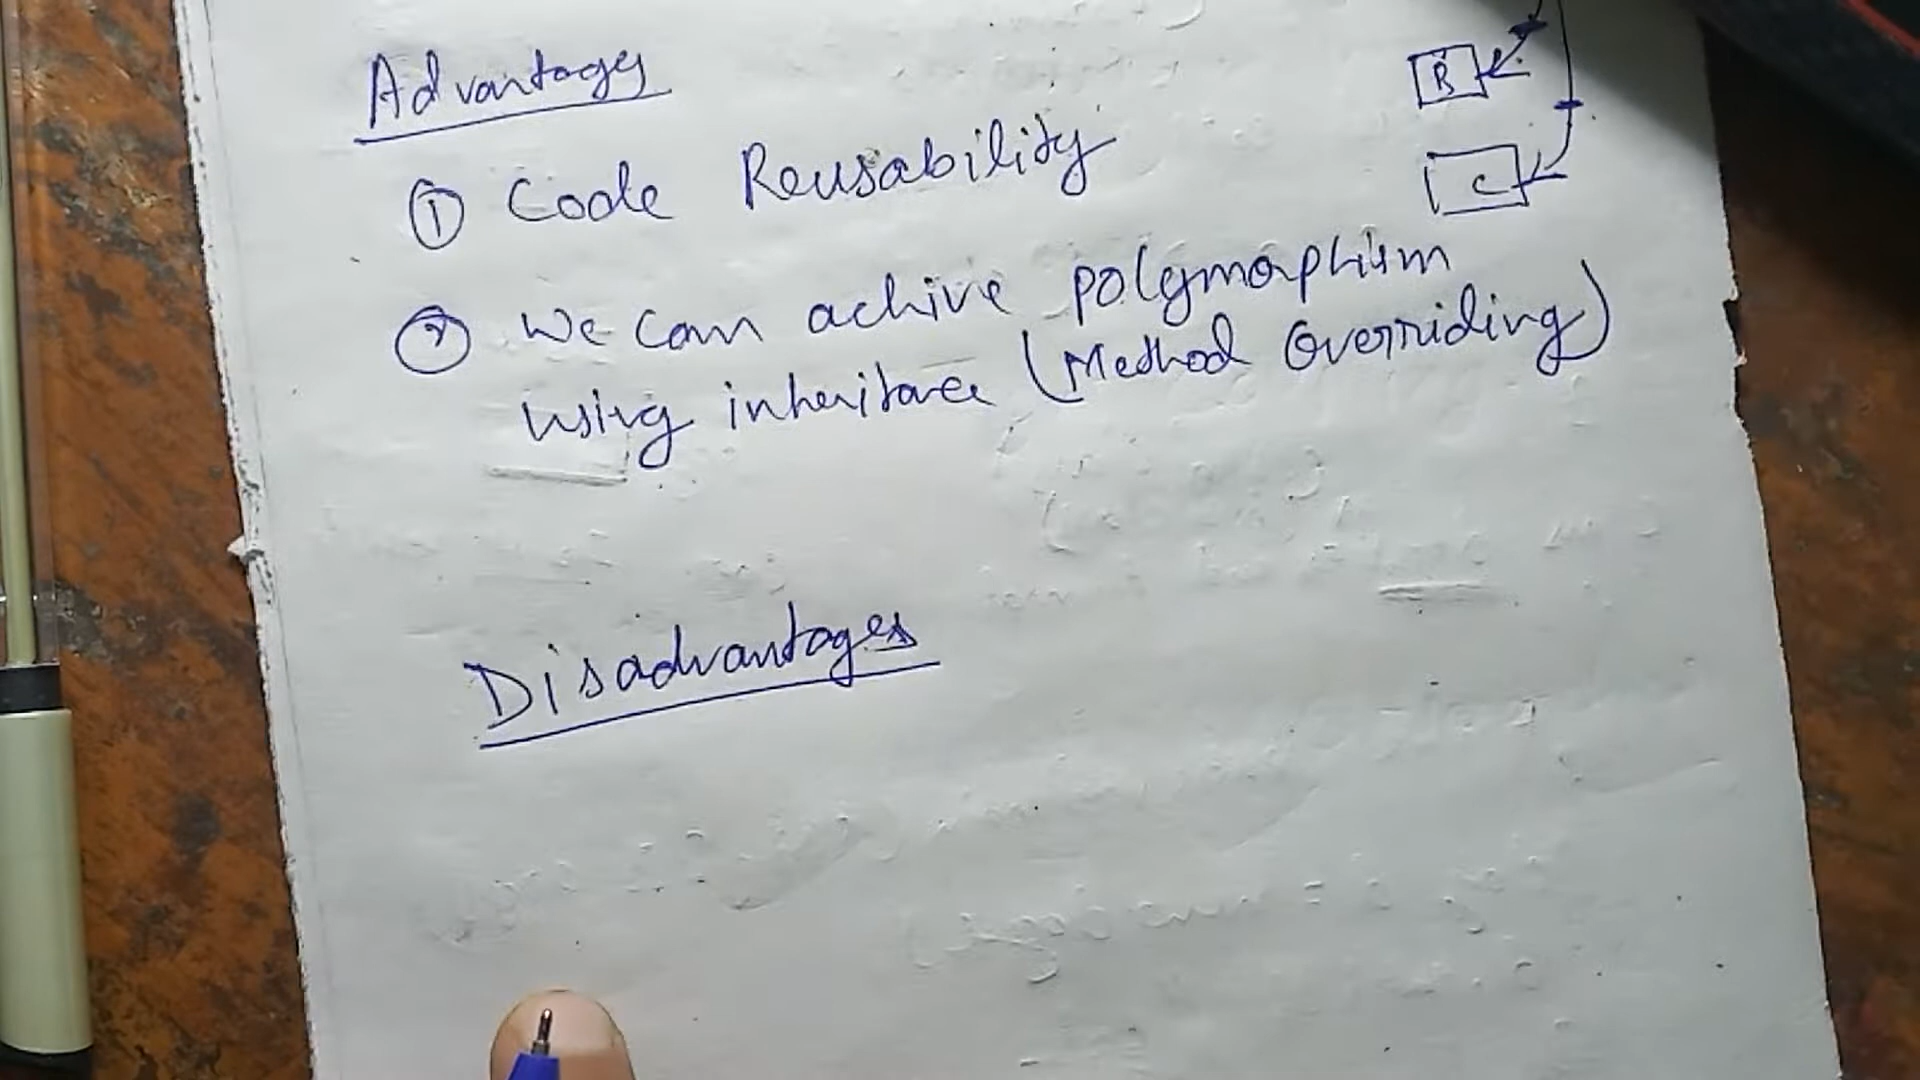 Advantages
B
① Code Reusability
C
② We can achive polymorphism
using inheritance (Method Overriding)
Disadvantages